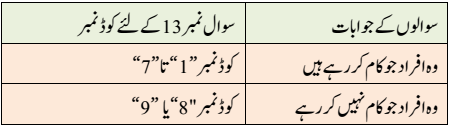 سوالوں کے جوابات	سوال نمبر 13 کے لئے کوڈ نمبر
وہ افراد جو کام کر رہے ہیں	کوڈ نمبر ”1“ تا ”7“
وہ افراد جو کام نہیں کر رہے	کوڈ نمبر "8“ یا ”9“